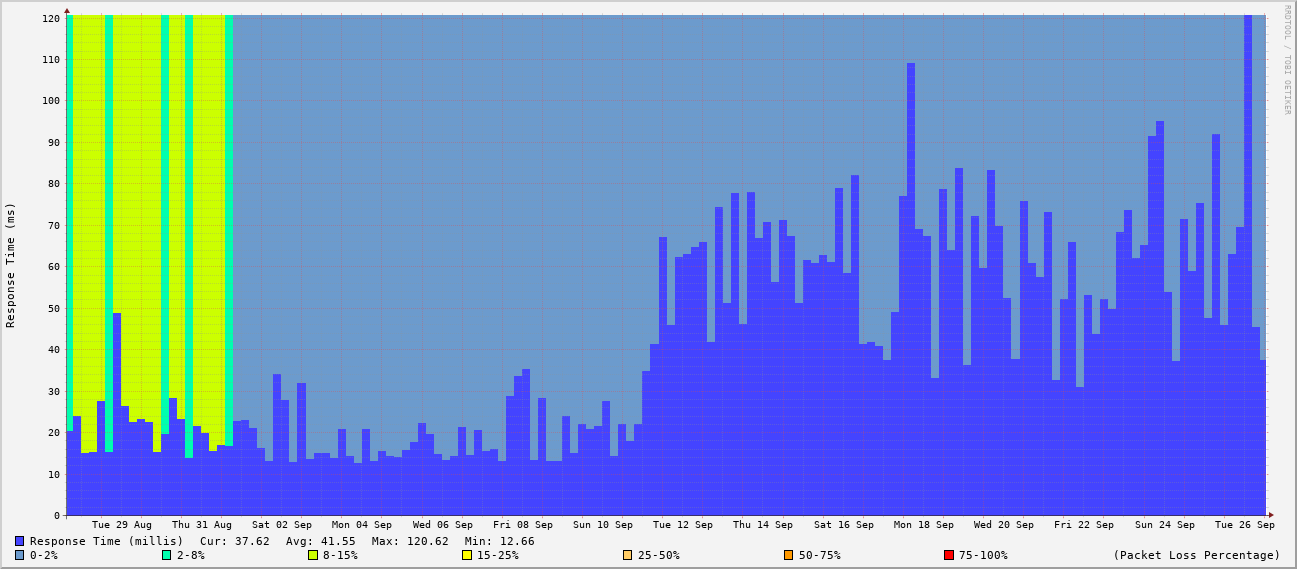 RRDTOOL / TOBI OETIKER
Response Time (ms)
120
110
100
90
80
70
60
50
40
30
20
10
0
Tue 29 Aug Thu 31 Aug Sat 02 Sep Mon 04 Sep Wed 06 Sep Fri 08 Sep Sun 10 Sep Tue 12 Sep Thu 14 Sep Sat 16 Sep Mon 18 Sep Wed 20 Sep Fri 22 Sep Sun 24 Sep Tue 26 Sep
Response Time (millis) Cur: 37.62 Avg: 41.55 Max: 120.62 Min: 12.66
0-2% 2-8% 8-15% 15-25% 25-50% 50-75% 75-100% (Packet Loss Percentage)